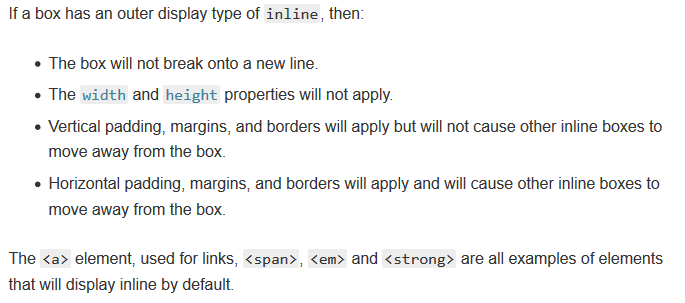 If a box has an outer display type of inline, then:
• The box will not break onto a new line.
• The width and height properties will not apply.
• Vertical padding, margins, and borders will apply but will not cause other inline boxes to
move away from the box.
• Horizontal padding, margins, and borders will apply and will cause other inline boxes to
move away from the box.
The <a> element, used for links, <span>, <em> and <strong> are all examples of elements
that will display inline by default.